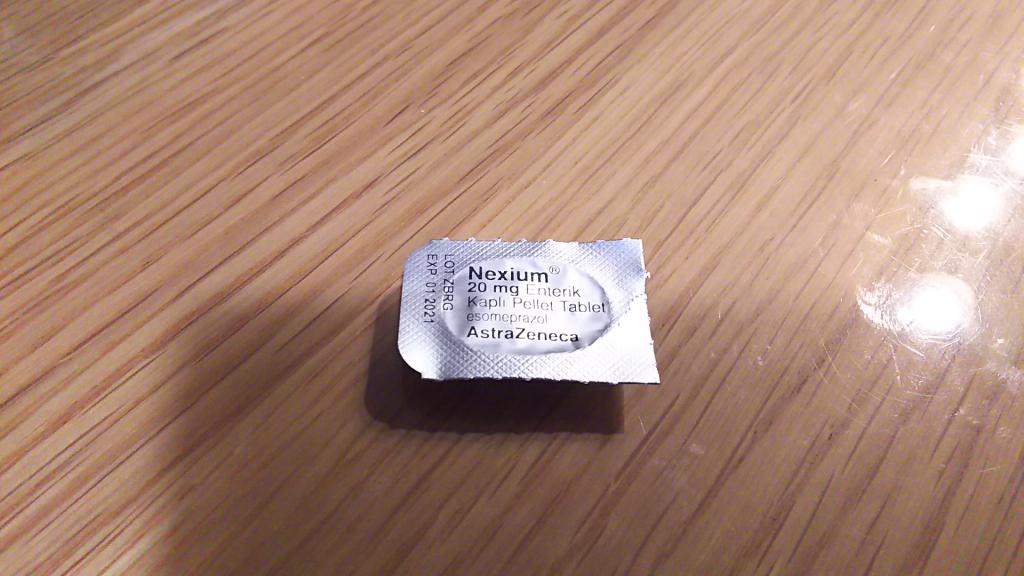 Nexium®
20 mg Enterik
Kaplı Pellet Tablet
esomeprazol
AstraZeneca
LOT:ZBRG
EXP 01 2021